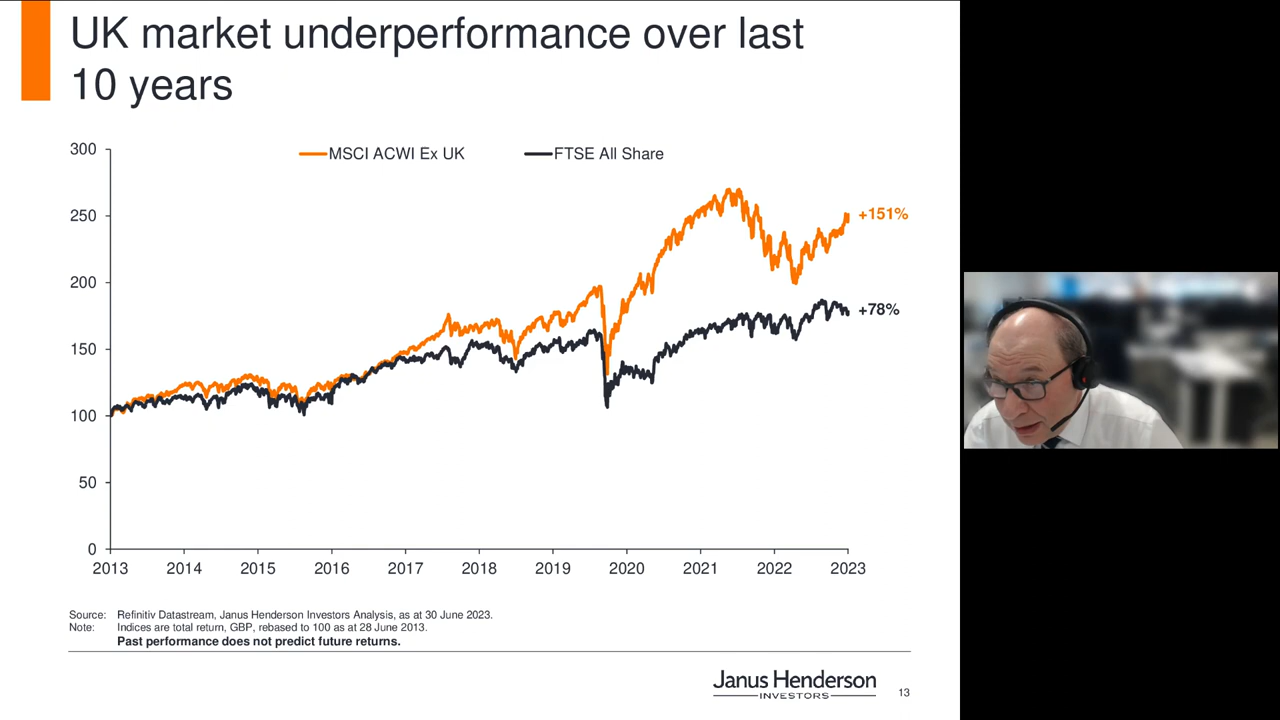 UK market underperformance over last
10 years
300
MSCI ACWI Ex UK
FTSE All Share
250
+151%
200
+78%
150
100
50
0
2013 2014 2015 2016 2017 2018 2019 2020 2021 2022 2023
Source: Refinitiv Datastream, Janus Henderson Investors Analysis, as at 30 June 2023.
Note: Indices are total return, GBP, rebased to 100 as at 28 June 2013.
Past performance does not predict future returns.
Janus Henderson
INVESTORS
13